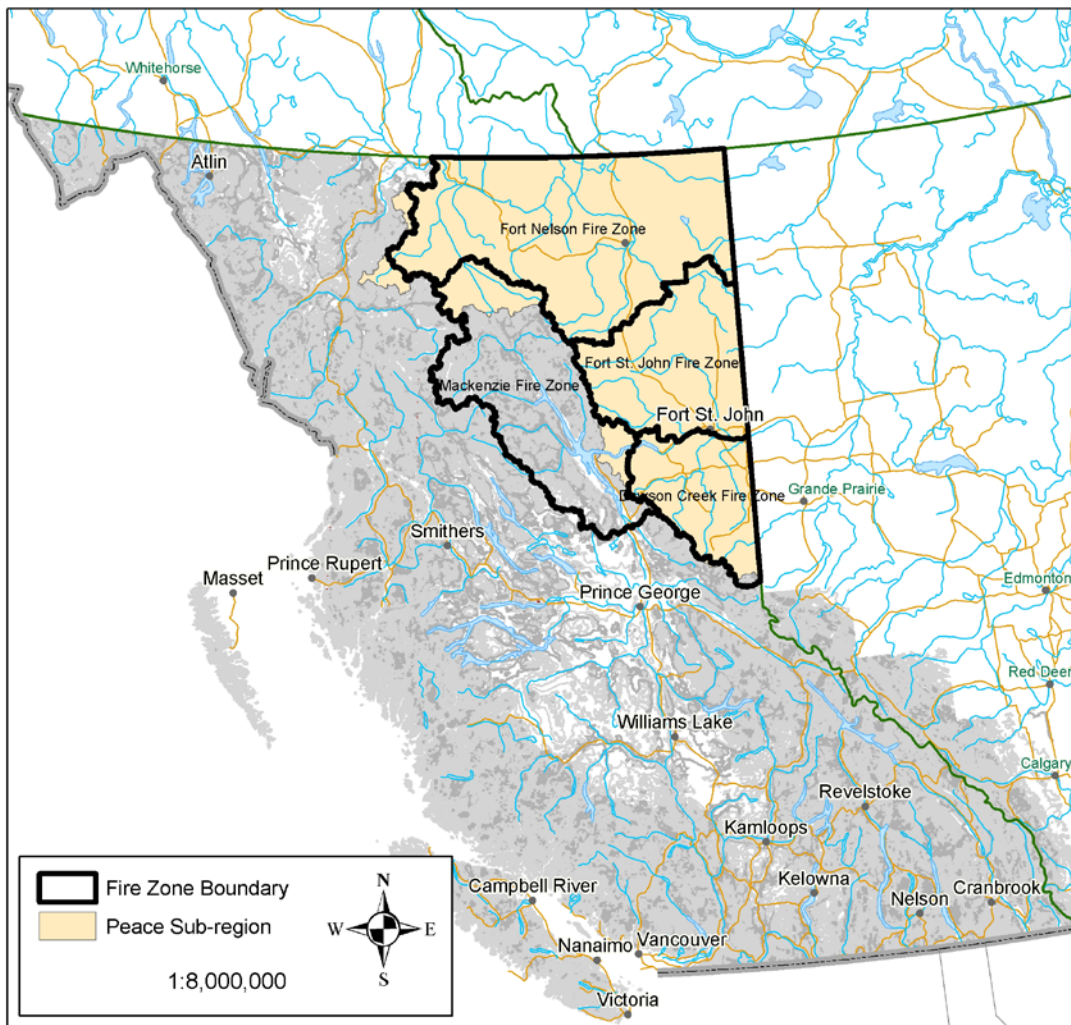 Whitehorse
Atlin
Fort Nelson Fire Zone
Fort St. John Fire Zone
Mackenzie Fire Zone
Fort St. John
Dawson Creek Fire Zone
Grande Prairie
Smithers
Prince Rupert
Masset
Edmonton
Prince George
Red Deer
Williams Lake
Calgary
Revelstoke
Kamloops
Kelowna
Cranbrook
Nelson
Campbell River
Nanaimo
Vancouver
Victoria
Fire Zone Boundary
Peace Sub-region
1:8,000,000
N
W
E
S